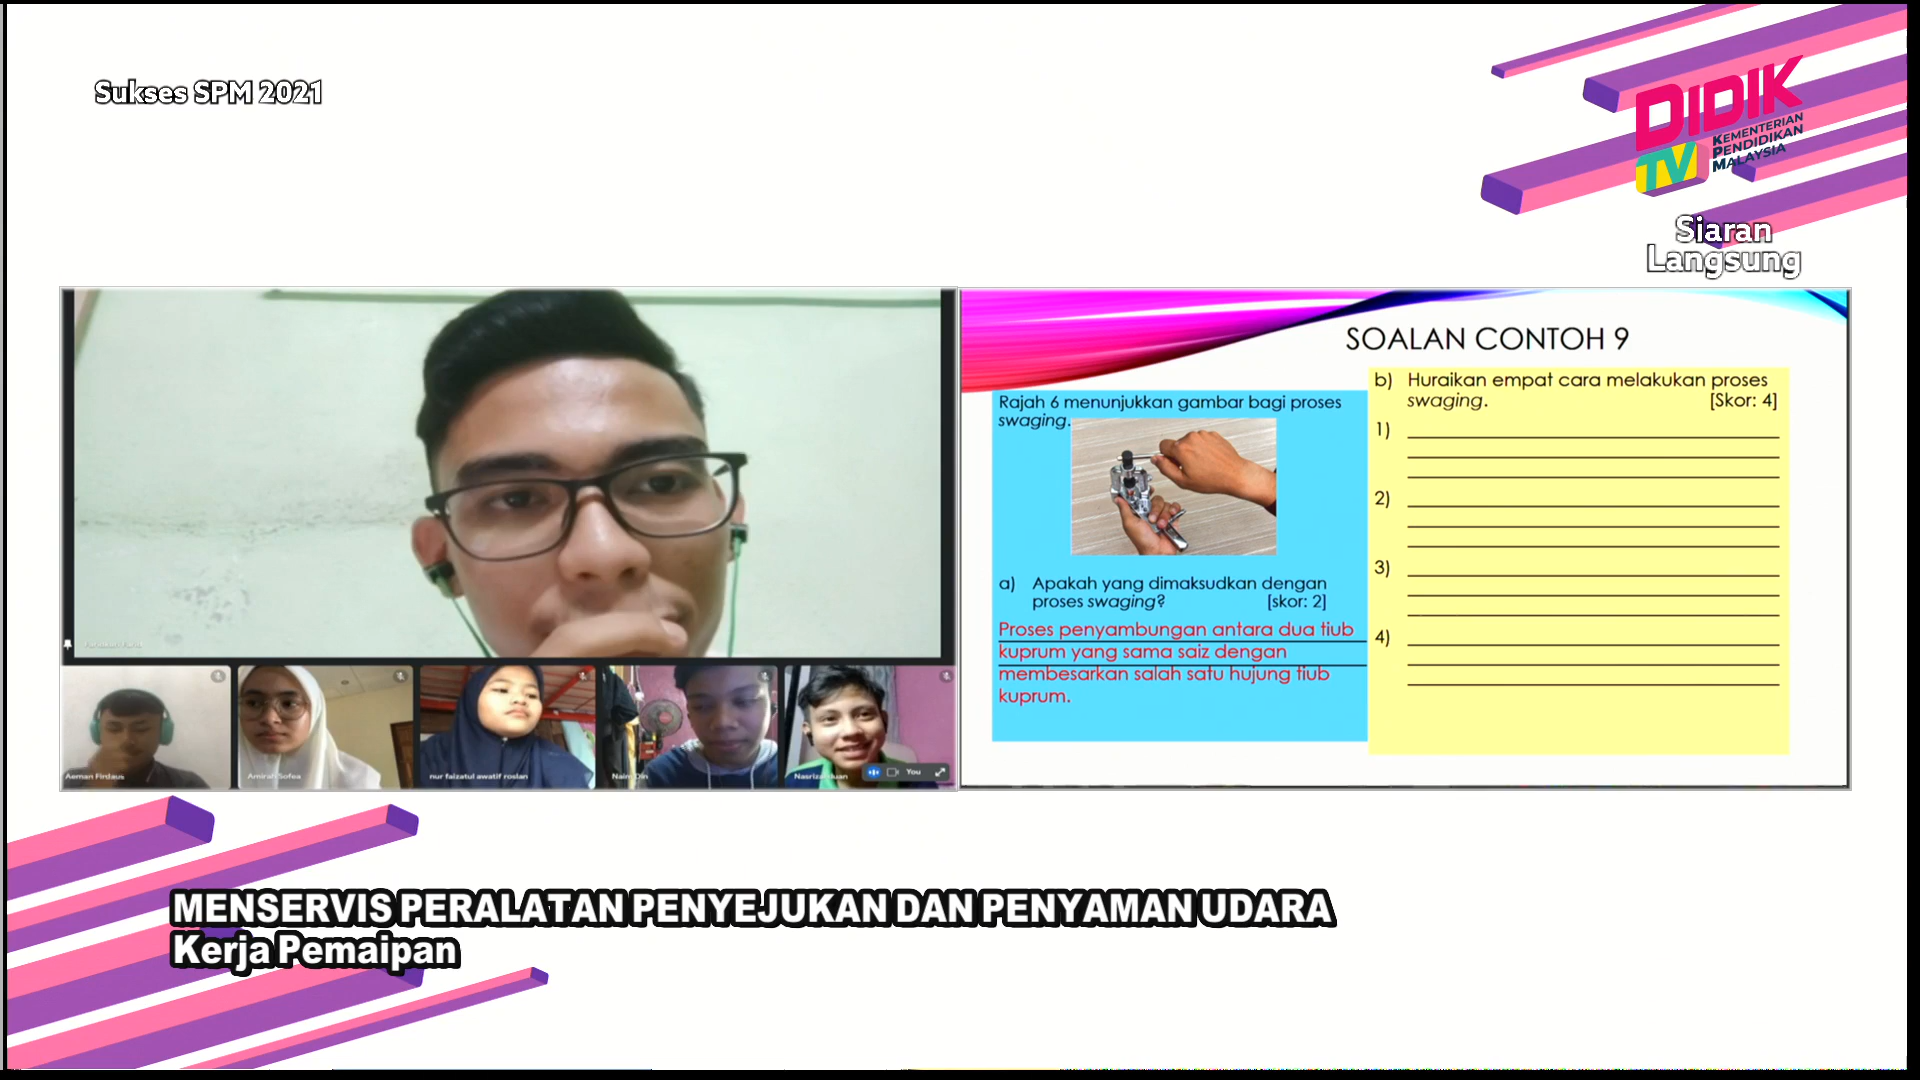 Sukses SPM 2021
DIDIK
TV
KEMENTERIAN
PENDIDIKAN
MALAYSIA
Siaran
Langsung
Aeman Firdaus
Amirah Sofea
nur faizatul awatif roslan
Naim Din
You
SOALAN CONTOH 9
Rajah 6 menunjukkan gambar bagi proses
swaging.
a) Apakah yang dimaksudkan dengan
proses swaging? [skor: 2]
Proses penyambungan antara dua tiub
kuprum yang sama saiz dengan
membesarkan salah satu hujung tiub
kuprum.
b) Huraikan empat cara melakukan proses
swaging. [Skor: 4]
1)
2)
3)
4)
MENSERVIS PERALATAN PENYEJUKAN DAN PENYAMAN UDARA
Kerja Pemaipan